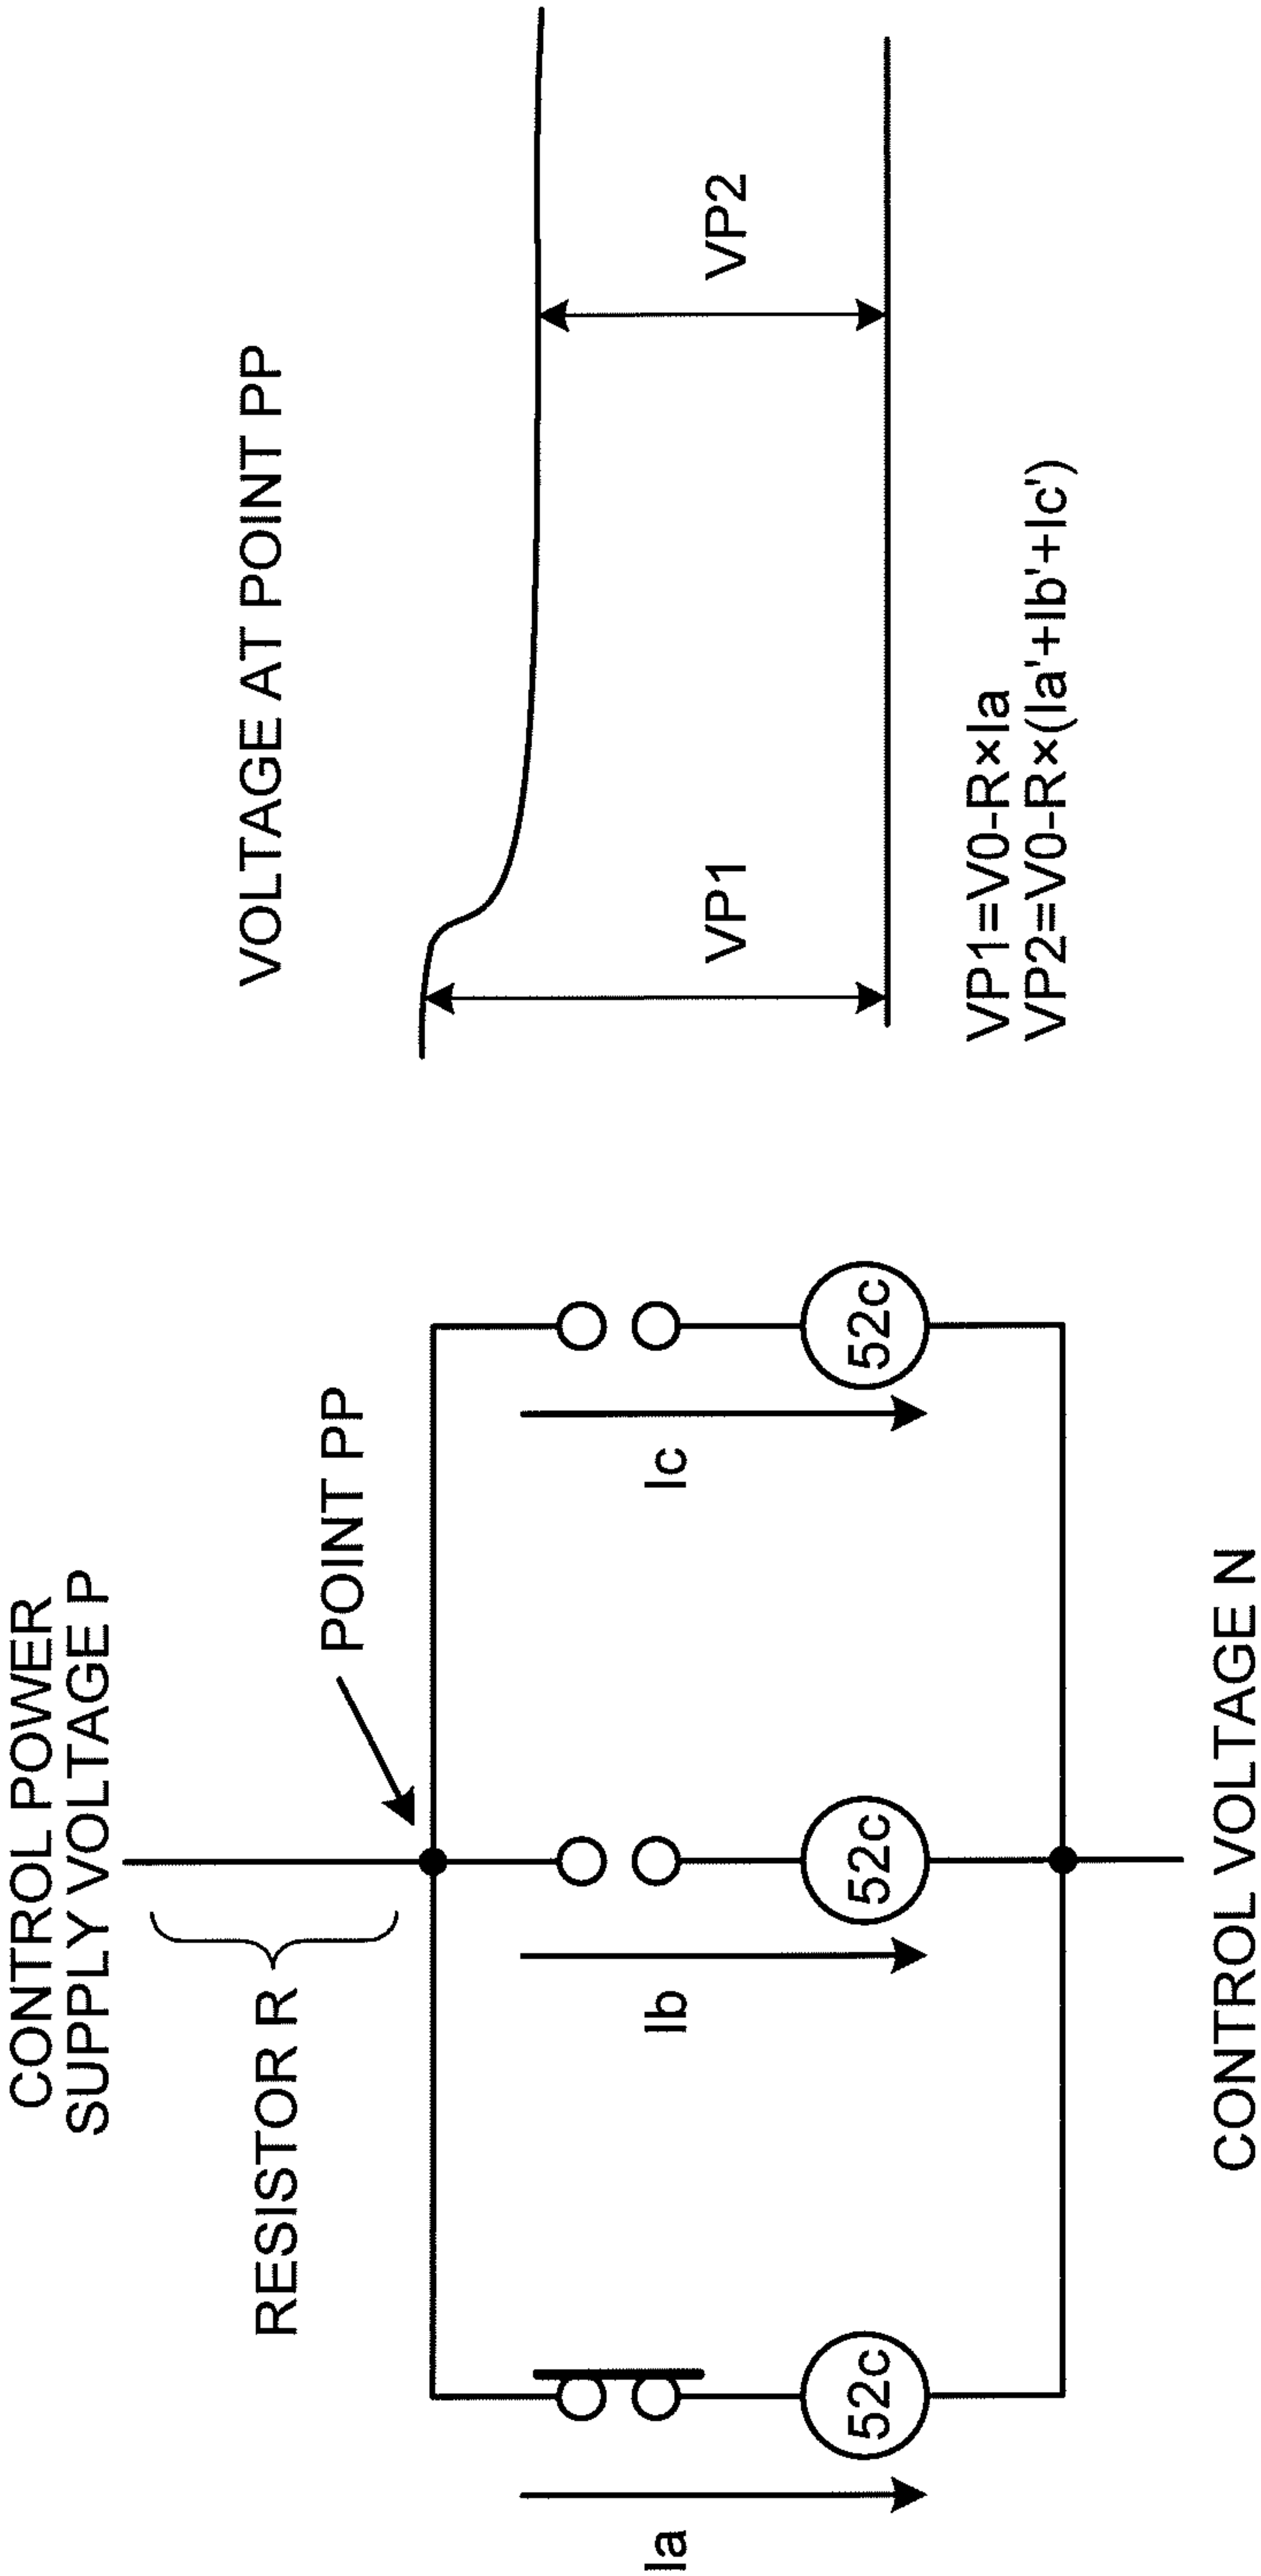 CONTROL POWER
SUPPLY VOLTAGE P
RESISTOR R
POINT PP
Ia
Ib
Ic
52c
52c
52c
CONTROL VOLTAGE N
VOLTAGE AT POINT PP
VP1
VP2
VP1=V0-R×Ia
VP2=V0-R×(Ia'+Ib'+Ic')